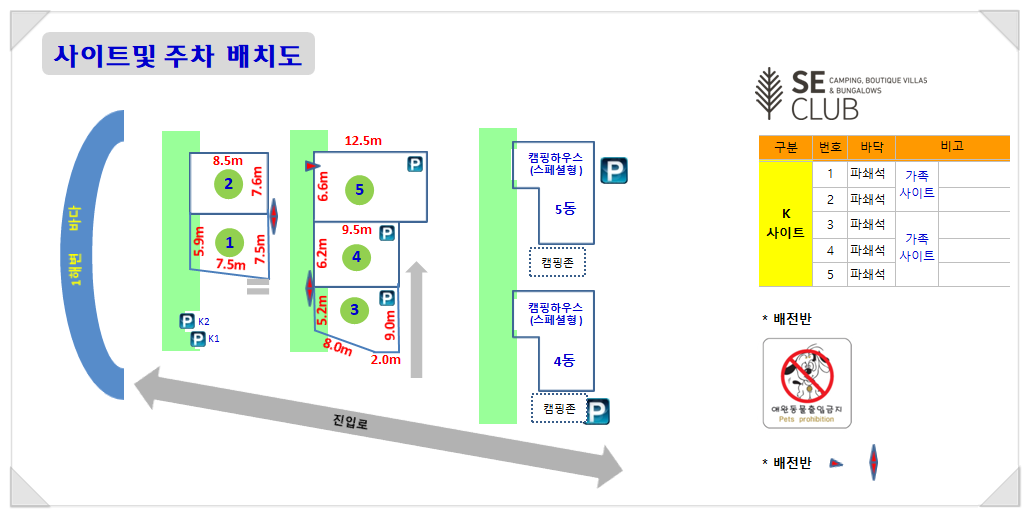 사이트및 주차 배치도
SE CLUB
CAMPING, BOUTIQUE VILLAS
& BUNGALOWS
1해변 바다
8.5m
2
7.6m
5.9m
1
7.5m
7.5m
P K2
P K1
12.5m
P
6.6m
5
9.5m
P
6.2m
4
5.2m
3
P
9.0m
8.0m
2.0m
캠핑하우스
(스페셜형)
P
5동
캠핑존
캠핑하우스
(스페셜형)
4동
캠핑존
P
진입로
구분 번호 바닥 비고
K
사이트
1 파쇄석
2 파쇄석
가족
사이트
3 파쇄석
4 파쇄석
5 파쇄석
가족
사이트
* 배전반
애완동물출입금지
Pets prohibition
* 배전반